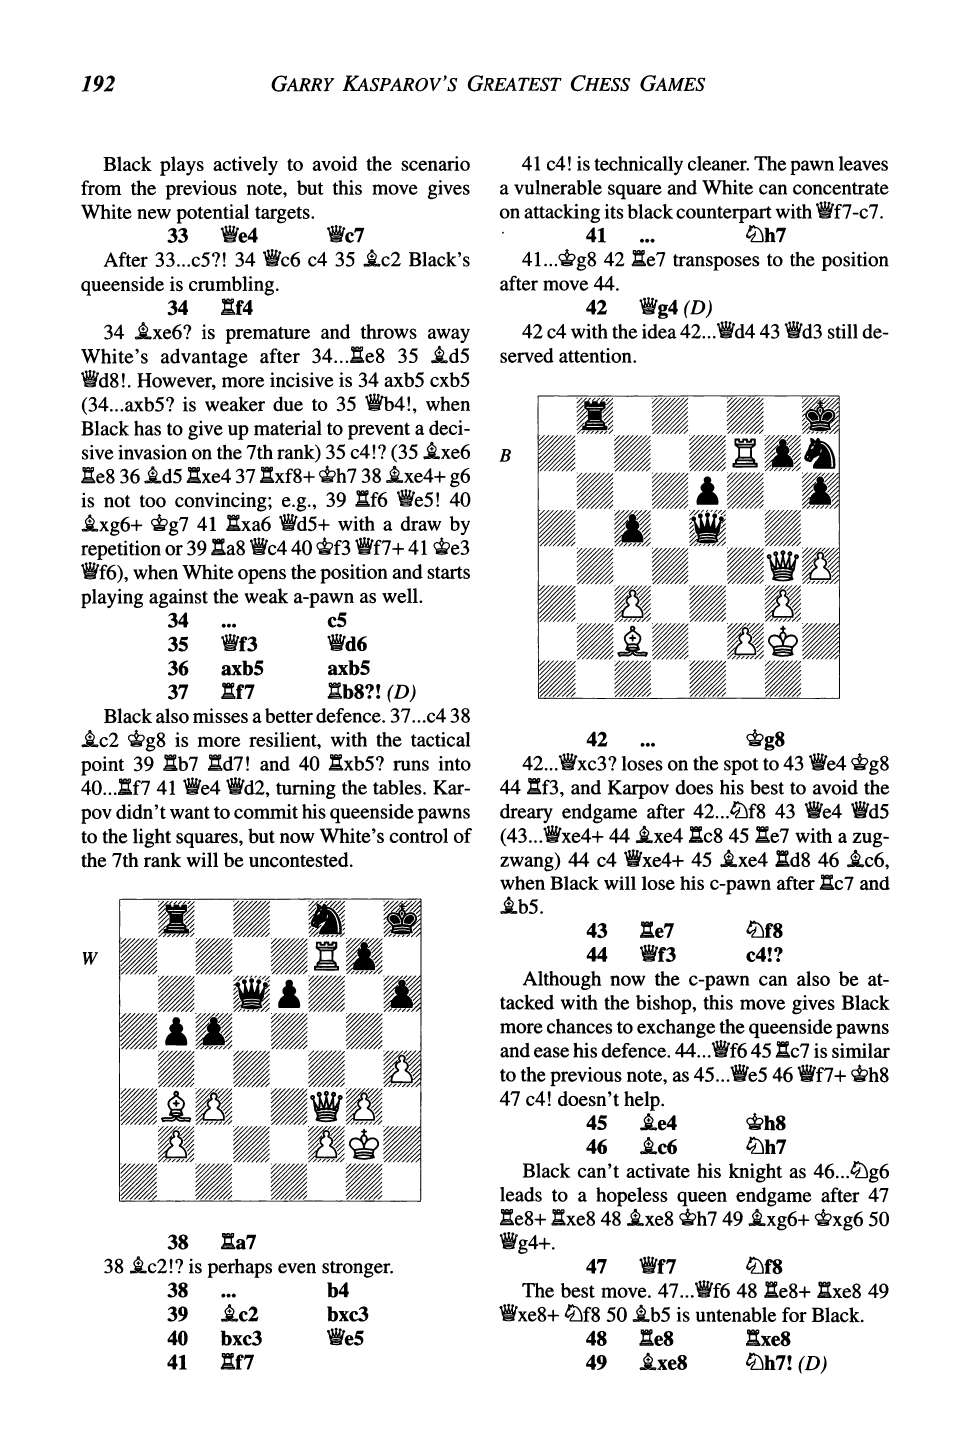 192
GARRY KASPAROV'S GREATEST CHESS GAMES
Black plays actively to avoid the scenario
from the previous note, but this move gives
White new potential targets.
33 ♕e4 ♕c7
After 33...c5?! 34 ♕c6 c4 35 ♗c2 Black's
queenside is crumbling.
34 ♖f4
34 ♗xe6? is premature and throws away
White's advantage after 34...♖e8 35 ♗d5
♕d8!. However, more incisive is 34 axb5 cxb5
(34...axb5? is weaker due to 35 ♕b4!, when
Black has to give up material to prevent a deci-
sive invasion on the 7th rank) 35 c4!? (35 ♗xe6
♖e8 36 ♗d5 ♖xe4 37 ♖xf8+ ♔h7 38 ♗xe4+ g6
is not too convincing; e.g., 39 ♖f6 ♕e5! 40
♗xg6+ ♔g7 41 ♖xa6 ♕d5+ with a draw by
repetition or 39 ♖a8 ♕c4 40 ♔f3 ♕f7+ 41 ♔e3
♕f6), when White opens the position and starts
playing against the weak a-pawn as well.
34 ... c5
35 ♕f3 ♕d6
36 axb5 axb5
37 ♖f7 ♖b8?! (D)
Black also misses a better defence. 37...c4 38
♗c2 ♔g8 is more resilient, with the tactical
point 39 ♖b7 ♖d7! and 40 ♖xb5? runs into
40...♖f7 41 ♕e4 ♕d2, turning the tables. Kar-
pov didn't want to commit his queenside pawns
to the light squares, but now White's control of
the 7th rank will be uncontested.
W
38 ♖a7
38 ♗c2!? is perhaps even stronger.
38 ... b4
39 ♗c2 bxc3
40 bxc3 ♕e5
41 ♖f7
41 c4! is technically cleaner. The pawn leaves
a vulnerable square and White can concentrate
on attacking its black counterpart with ♕f7-c7.
41 ... ♘h7
41...♔g8 42 ♖e7 transposes to the position
after move 44.
42 ♕g4 (D)
42 c4 with the idea 42...♕d4 43 ♕d3 still de-
served attention.
B
42 ... ♔g8
42...♕xc3? loses on the spot to 43 ♕e4 ♔g8
44 ♖f3, and Karpov does his best to avoid the
dreary endgame after 42...♘f8 43 ♕e4 ♕d5
(43...♕xe4+ 44 ♗xe4 ♖c8 45 ♖e7 with a zug-
zwang) 44 c4 ♕xe4+ 45 ♗xe4 ♖d8 46 ♗c6,
when Black will lose his c-pawn after ♖c7 and
♗b5.
43 ♖e7 ♘f8
44 ♕f3 c4!?
Although now the c-pawn can also be at-
tacked with the bishop, this move gives Black
more chances to exchange the queenside pawns
and ease his defence. 44...♕f6 45 ♖c7 is similar
to the previous note, as 45...♕e5 46 ♕f7+ ♔h8
47 c4! doesn't help.
45 ♗e4 ♔h8
46 ♗c6 ♘h7
Black can't activate his knight as 46...♘g6
leads to a hopeless queen endgame after 47
♖e8+ ♖xe8 48 ♗xe8 ♔h7 49 ♗xg6+ ♔xg6 50
♕g4+.
47 ♕f7 ♘f8
The best move. 47...♕f6 48 ♖e8+ ♖xe8 49
♕xe8+ ♘f8 50 ♗b5 is untenable for Black.
48 ♖e8 ♖xe8
49 ♗xe8 ♘h7! (D)